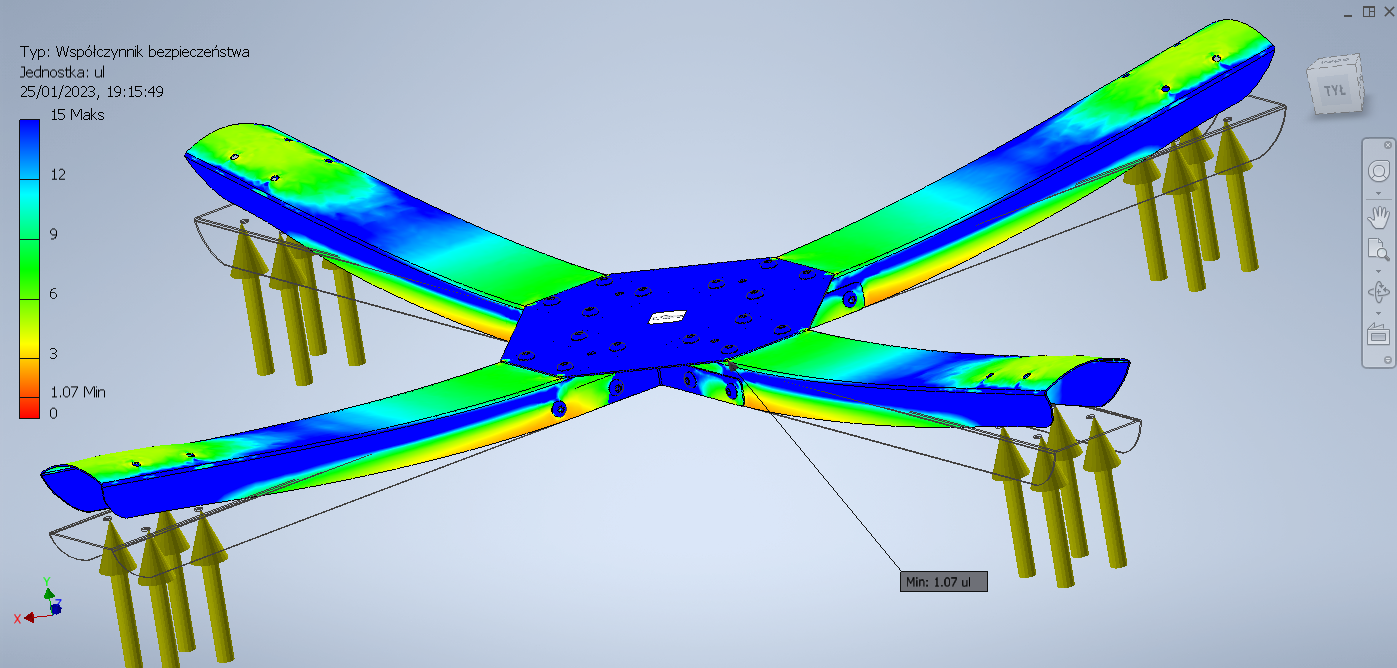 Typ: Współczynnik bezpieczeństwa
Jednostka: ul
25/01/2023, 19:15:49
15 Maks
12
9
6
3
1.07 Min
0
TYŁ
Min: 1.07 ul
Y
Z
X